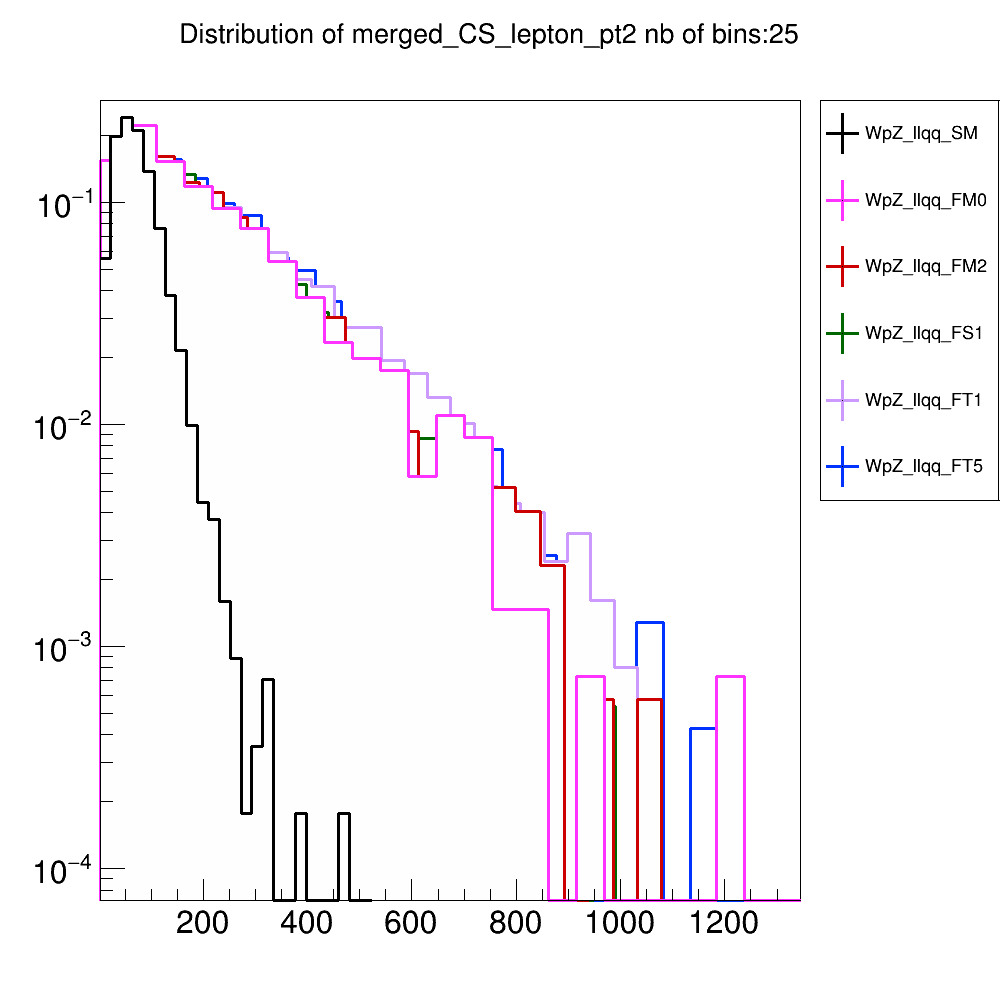 Distribution of merged_CS_lepton_pt2 nb of bins:25
WpZ_llqq_SM
WpZ_llqq_FM0
WpZ_llqq_FM2
WpZ_llqq_FS1
WpZ_llqq_FT1
WpZ_llqq_FT5
10−1
10−2
10−3
10−4
200 400 600 800 1000 1200